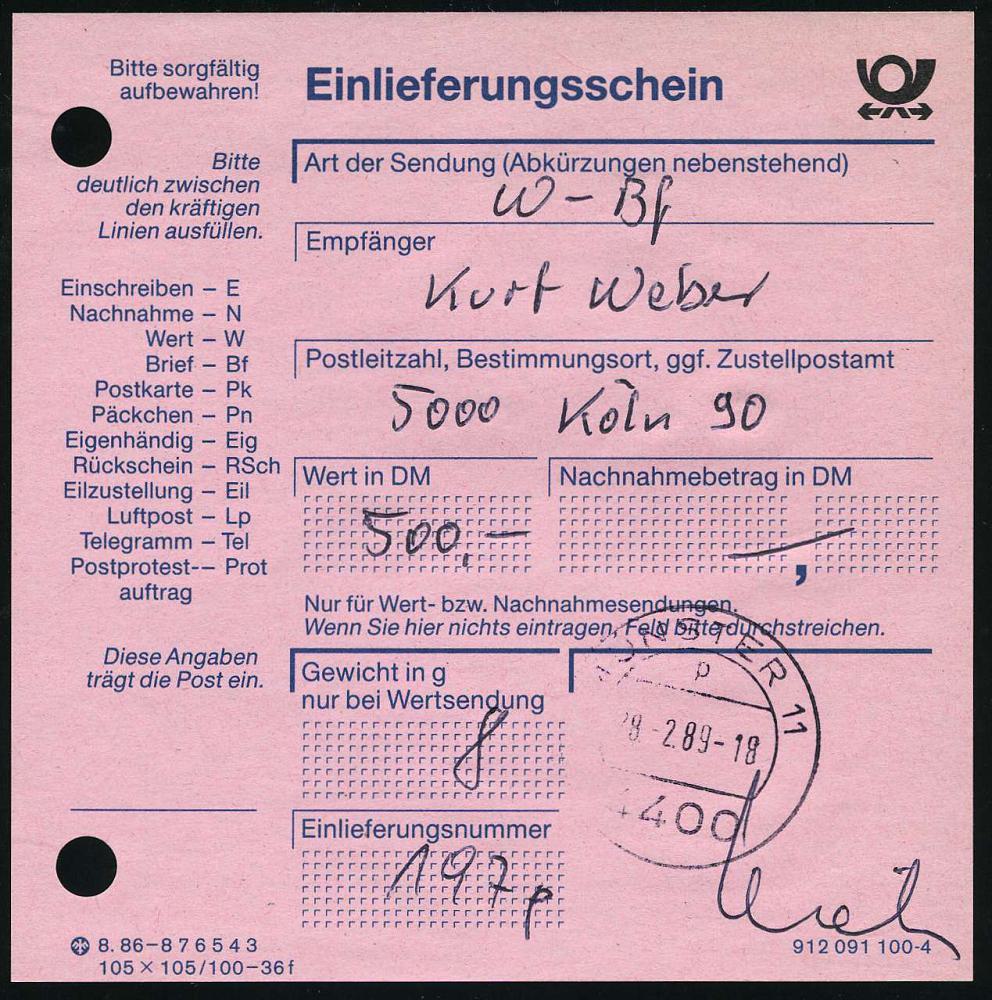 Bitte sorgfältig
aufbewahren!
Einlieferungsschein
Bitte
deutlich zwischen
den kräftigen
Linien ausfüllen.
Art der Sendung (Abkürzungen nebenstehend)
W - Bf
Empfänger
Kurt Weber
Einschreiben – E
Nachnahme – N
Wert – W
Brief – Bf
Postkarte – Pk
Päckchen – Pn
Eigenhändig – Eig
Rückschein – RSch
Eilzustellung – Eil
Luftpost – Lp
Telegramm – Tel
Postprotest-– Prot
auftrag
Postleitzahl, Bestimmungsort, ggf. Zustellpostamt
5000 Köln 90
Wert in DM
500,—
Nachnahmebetrag in DM
—,
Nur für Wert- bzw. Nachnahmesendungen.
Wenn Sie hier nichts eintragen, Feld bitte durchstreichen.
Diese Angaben
trägt die Post ein.
Gewicht in g
nur bei Wertsendung
8
MÜNSTER 11
p
28.-2.89-18
4400
Einlieferungsnummer
197 p
8.86–876543
105 × 105/100–36f
912 091 100-4